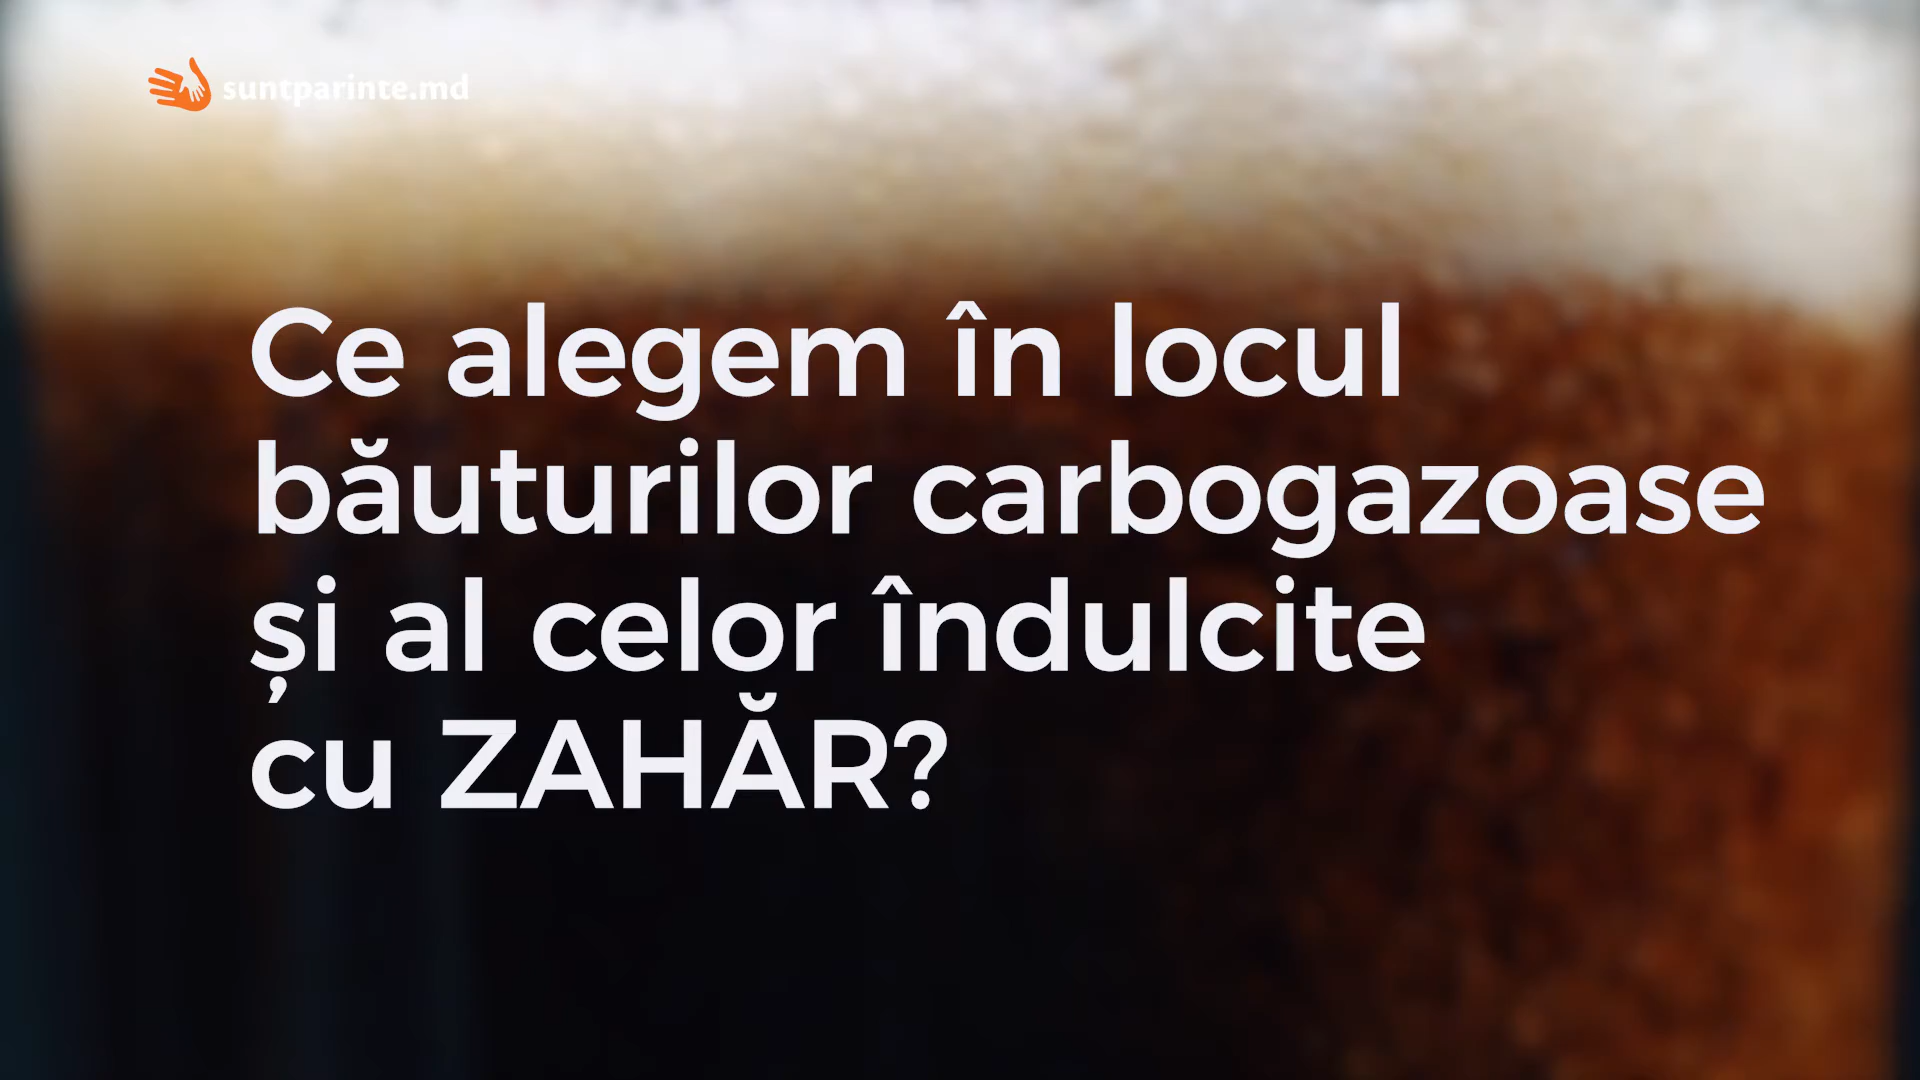 suntparinte.md
Ce alegem în locul
băuturilor carbogazoase
și al celor îndulcite
cu ZAHĂR?